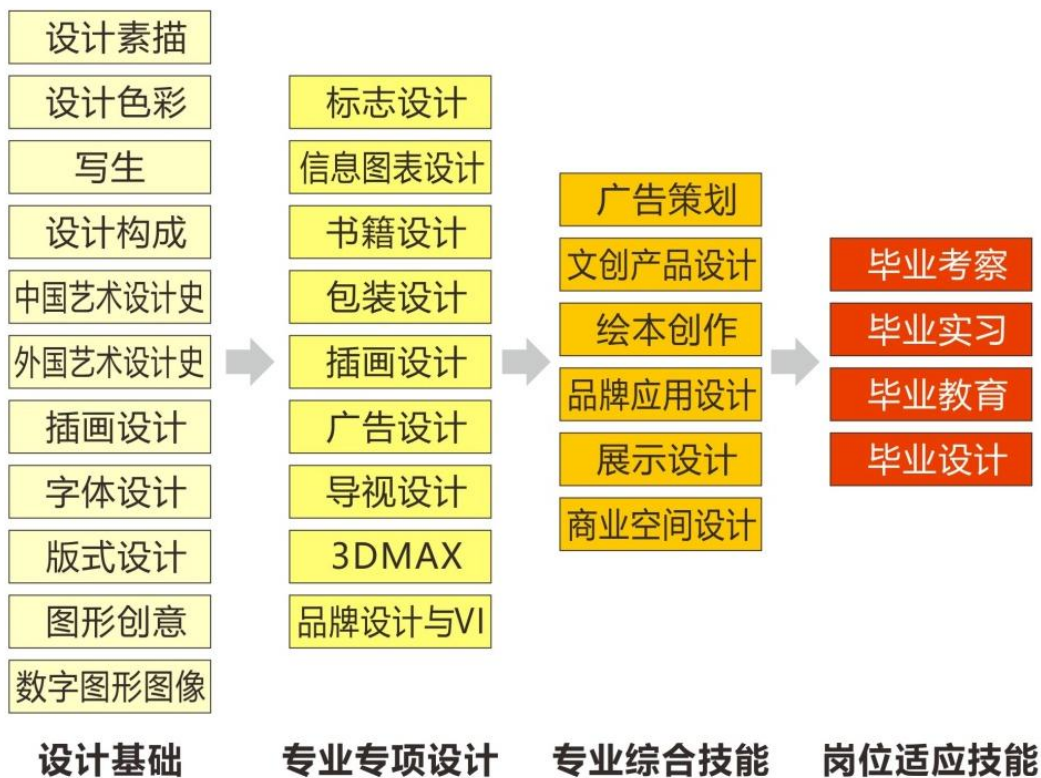 设计素描
设计色彩
写生
设计构成
中国艺术设计史
外国艺术设计史
插画设计
字体设计
版式设计
图形创意
数字图形图像
设计基础
标志设计
信息图表设计
书籍设计
包装设计
插画设计
广告设计
导视设计
3DMAX
品牌设计与VI
专业专项设计
广告策划
文创产品设计
绘本创作
品牌应用设计
展示设计
商业空间设计
专业综合技能
毕业考察
毕业实习
毕业教育
毕业设计
岗位适应技能